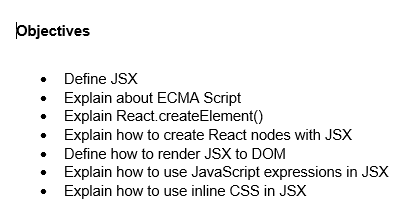 Objectives
• Define JSX
• Explain about ECMA Script
• Explain React.createElement()
• Explain how to create React nodes with JSX
• Define how to render JSX to DOM
• Explain how to use JavaScript expressions in JSX
• Explain how to use inline CSS in JSX